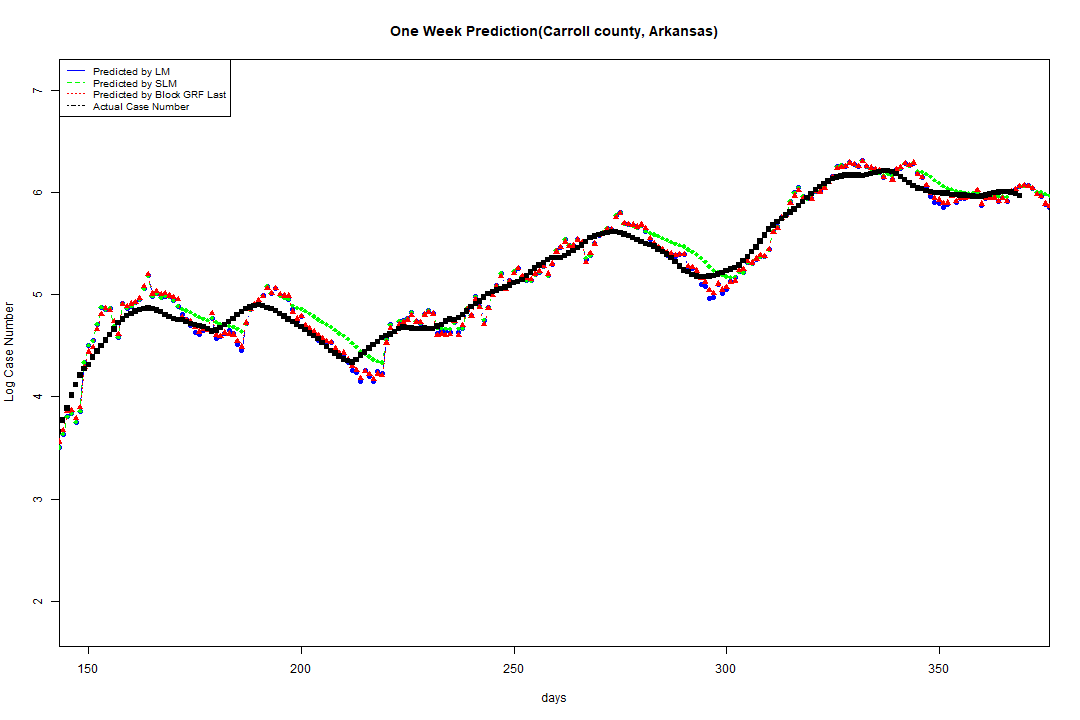 One Week Prediction(Carroll county, Arkansas)
Predicted by LM
Predicted by SLM
Predicted by Block GRF Last
Actual Case Number
7
6
5
4
3
2
Log Case Number
150 200 250 300 350
days